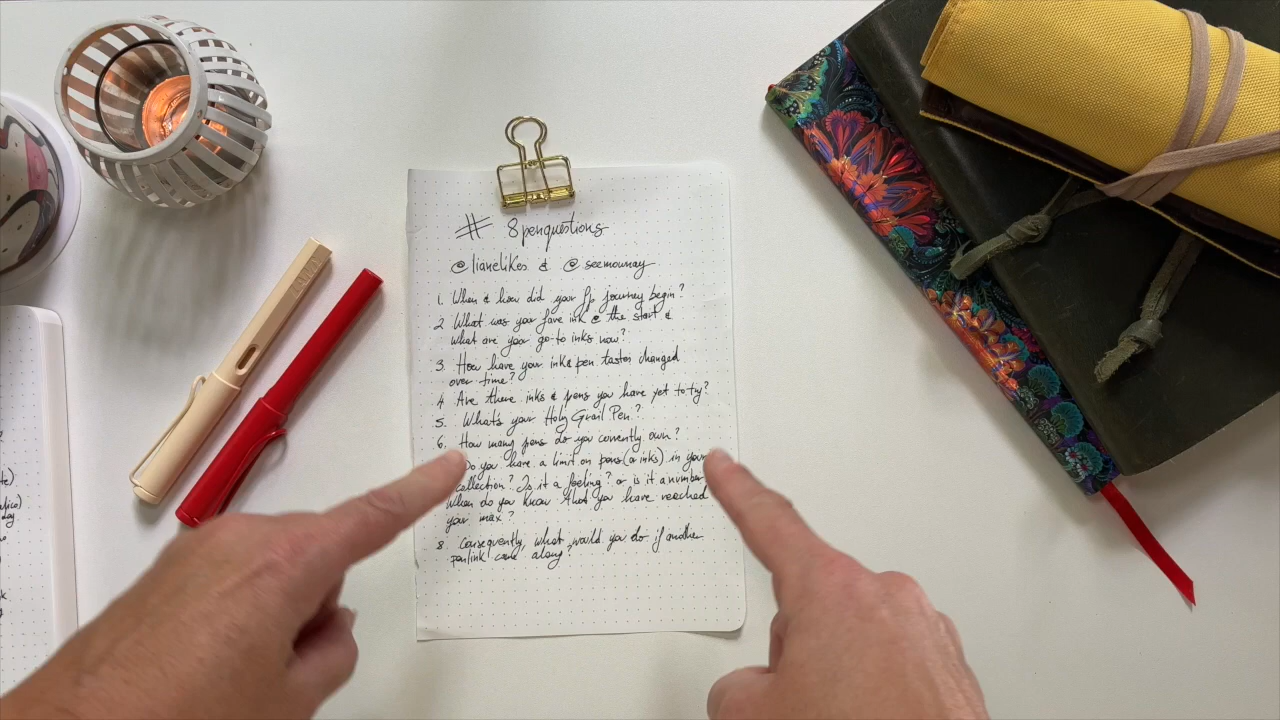 # 8penquestions
@lianelikes & @seemownay
1. When & how did your fp journey begin?
2 What was your fave ink @ the start &
what are your go-to inks now?
3. How have your ink & pen tastes changed
over time?
4. Are there inks & pens you have yet to try?
5. What's your Holy Grail Pen?
6. How many pens do you currently own?
Do you have a limit on pens (or inks) in your
collection? Is it a feeling? or is it a number
When do you know that you have reached
your max?
8. Consequently, what would you do if another
pen/ink came along?
day